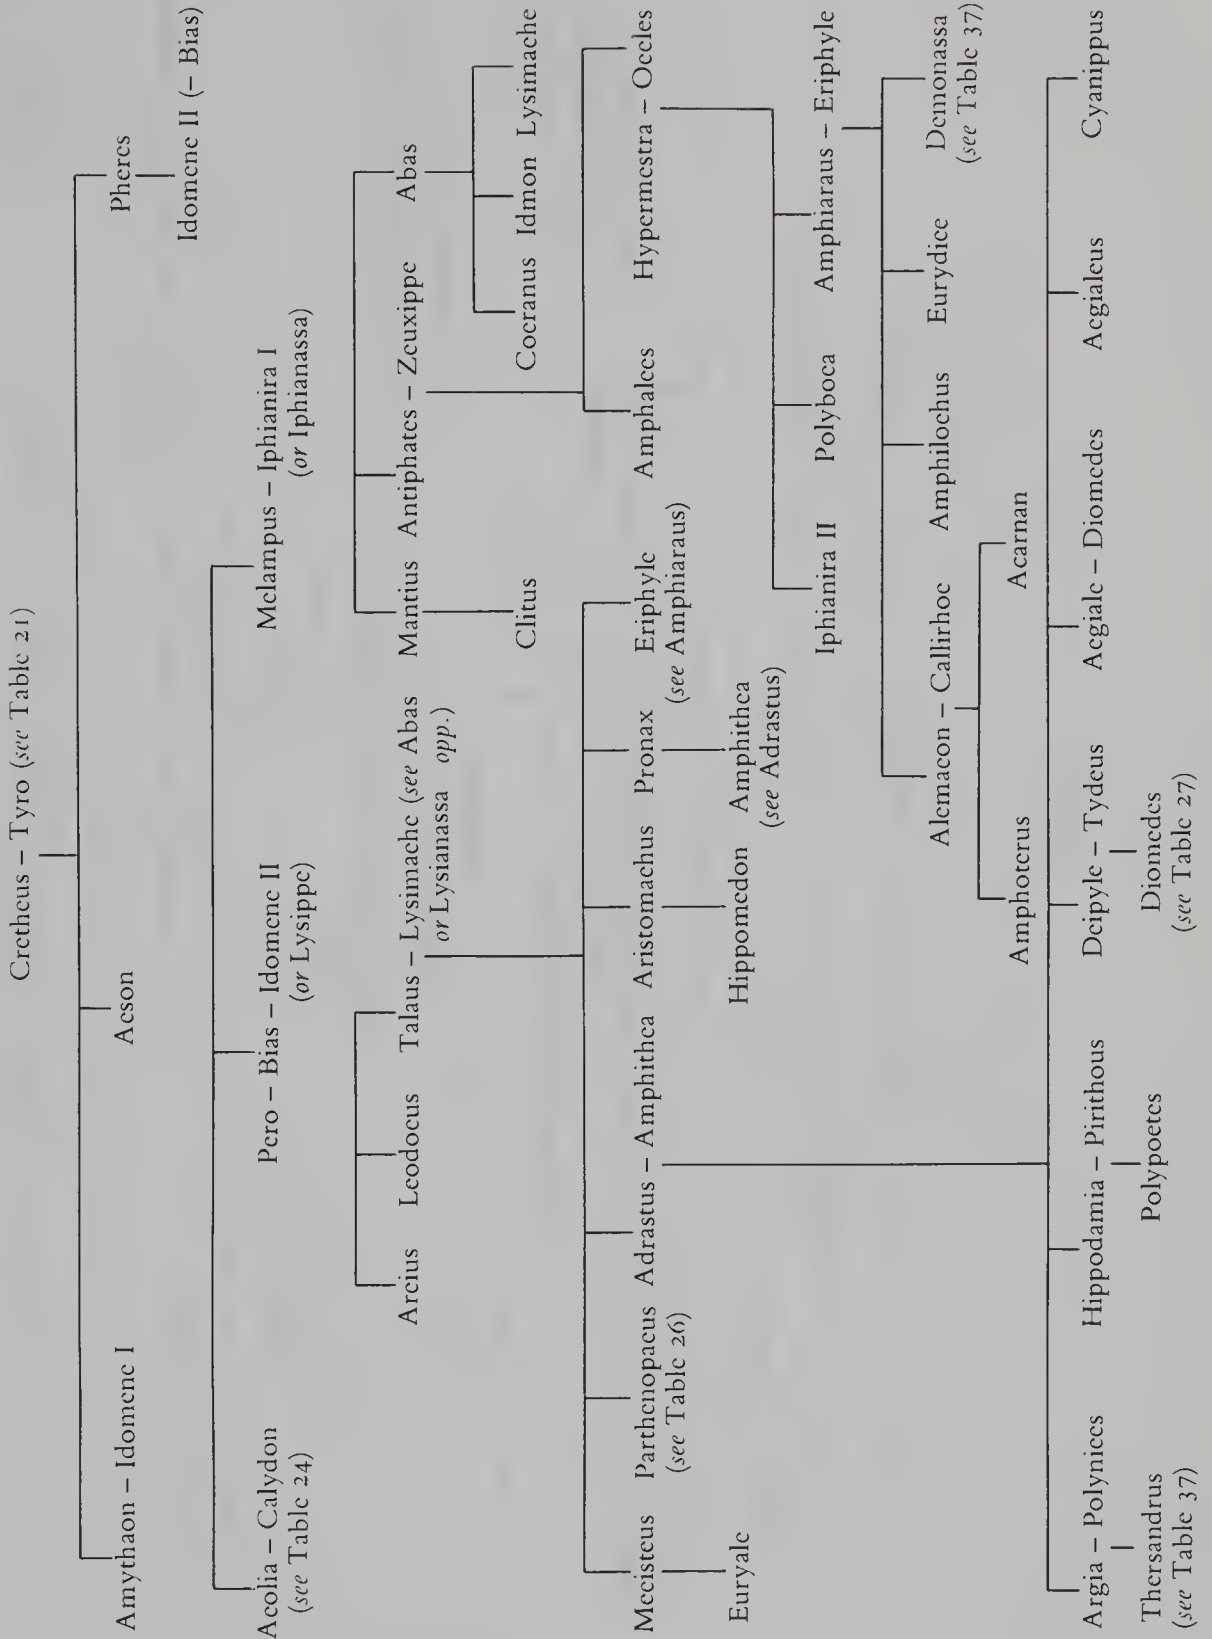 Cretheus – Tyro (see Table 21)
Amythaon – Idomene I Aeson Pheres
Idomene II (– Bias)
Aeolia – Calydon Pero – Bias – Idomene II Melampus – Iphianira I
(see Table 24) (or Lysippe) (or Iphianassa)
Areius Leodocus Talaus – Lysimache (see Abas Mantius Antiphates – Zeuxippe Abas
or Lysianassa opp.)
Clitus Coeranus Idmon Lysimache
Mecisteus Parthenopaeus Adrastus – Amphithea Aristomachus Pronax Eriphyle Amphalces Hypermestra – Oecles
(see Table 26) (see Amphiaraus)
Euryale Hippomedon Amphithea
(see Adrastus)
Iphianira II Polyboea Amphiaraus – Eriphyle
Alcmaeon – Callirhoe Amphilochus Eurydice Demonassa
(see Table 37)
Amphoterus Acarnan
Argia – Polynices Hippodamia – Pirithous Deipyle – Tydeus Aegiale – Diomedes Aegialeus Cyanippus
Thersandrus Polypoetes Diomedes
(see Table 37) (see Table 27)